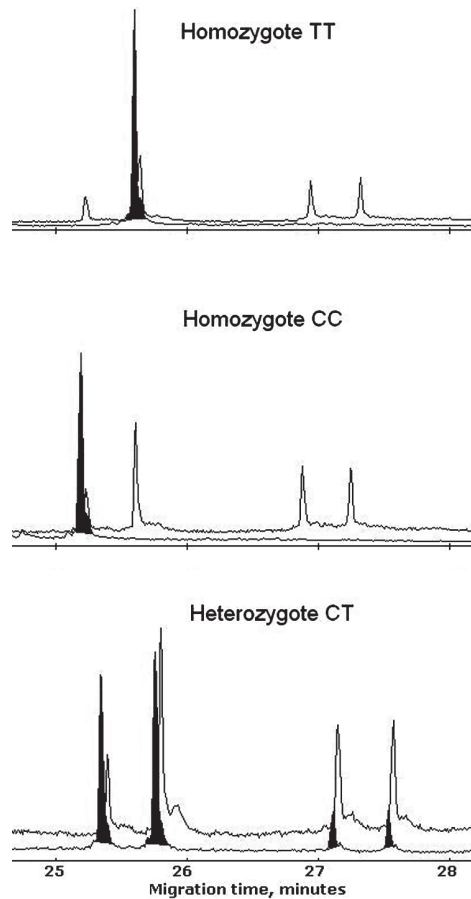 Homozygote TT
Homozygote CC
Heterozygote CT
25 26 27 28
Migration time, minutes